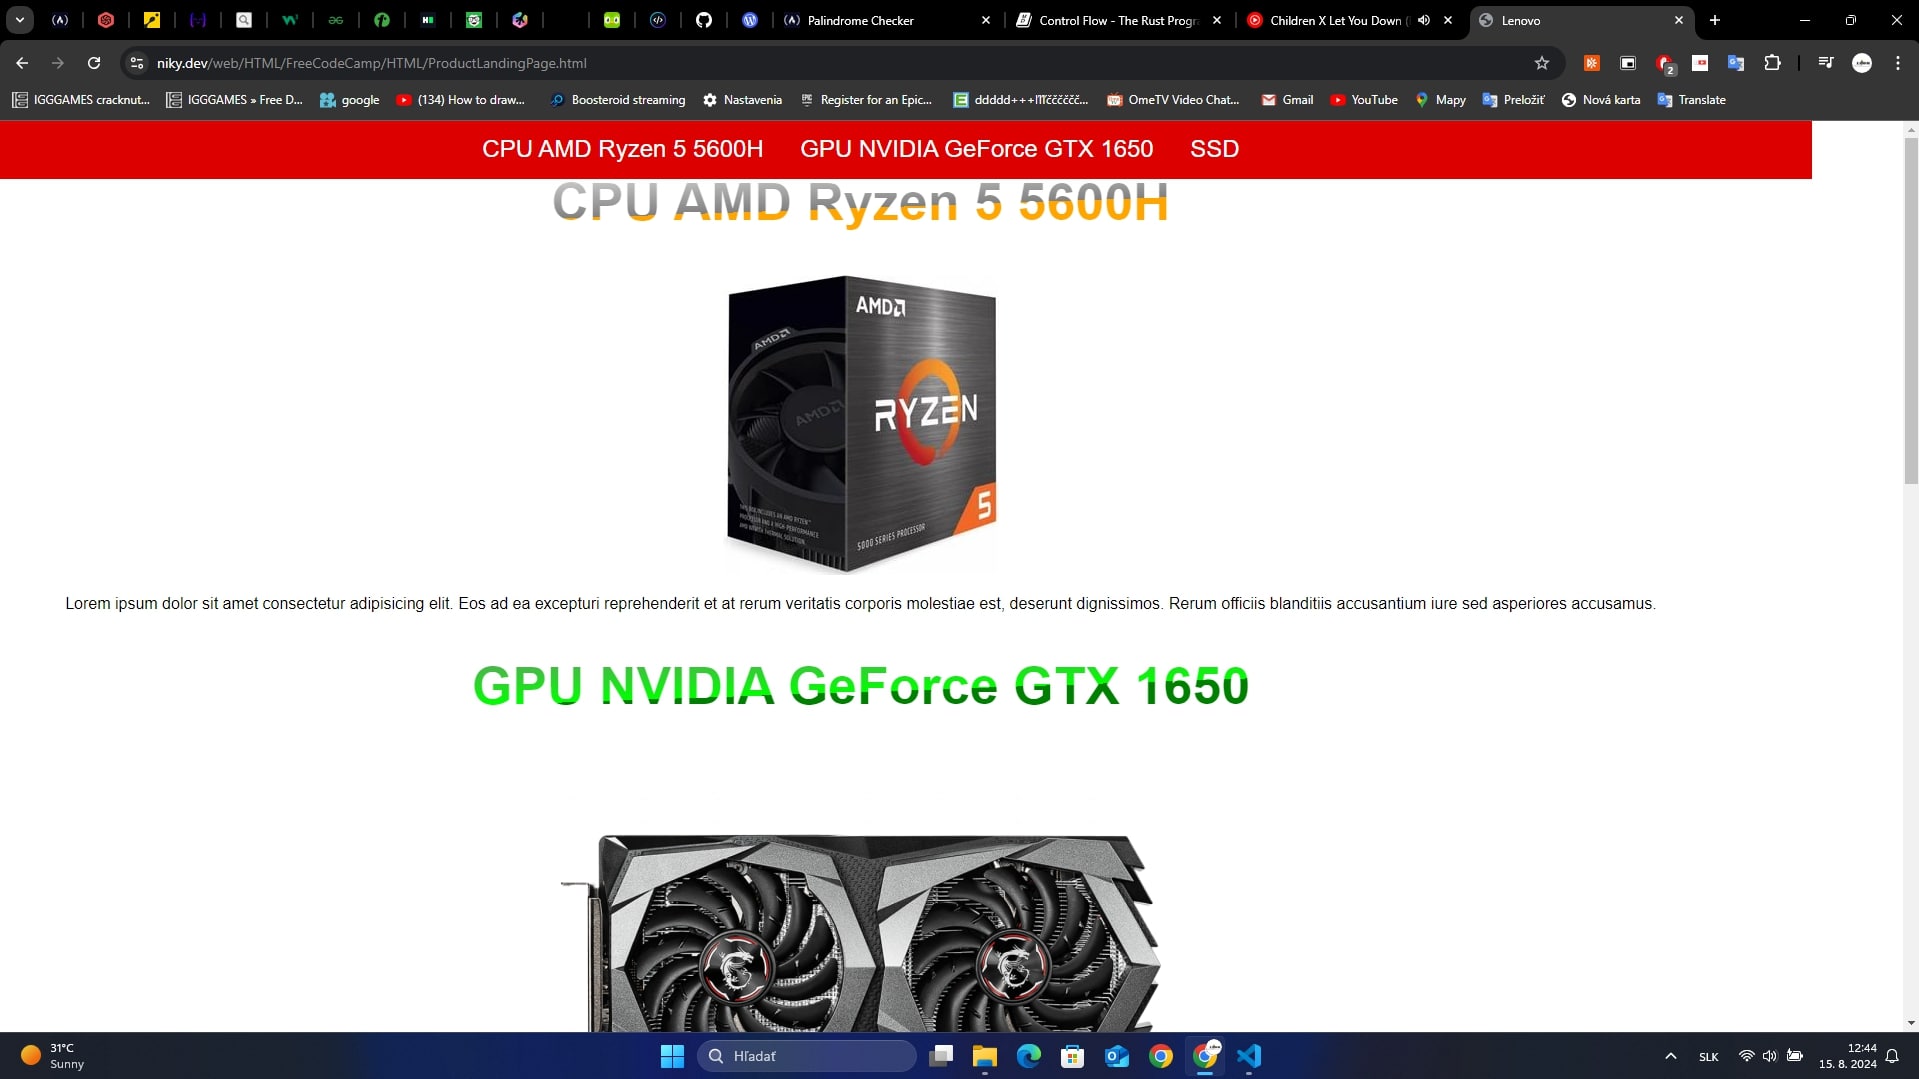 Palindrome Checker
Control Flow - The Rust Progra
Children X Let You Down (
Lenovo
niky.dev/web/HTML/FreeCodeCamp/HTML/ProductLandingPage.html
2
IGGGAMES cracknut...
IGGGAMES » Free D...
google
(134) How to draw...
Boosteroid streaming
Nastavenia
Register for an Epic...
OmeTV Video Chat...
Gmail
YouTube
Mapy
Preložiť
Nová karta
Translate
CPU AMD Ryzen 5 5600H GPU NVIDIA GeForce GTX 1650 SSD
CPU AMD Ryzen 5 5600H
AMD
AMD
AMD
RYZEN
5
5000 SERIES PROCESSOR
Lorem ipsum dolor sit amet consectetur adipisicing elit. Eos ad ea excepturi reprehenderit et at rerum veritatis corporis molestiae est, deserunt dignissimos. Rerum officiis blanditiis accusantium iure sed asperiores accusamus.
GPU NVIDIA GeForce GTX 1650
31°C
Sunny
Hľadať
SLK
12:44
15. 8. 2024